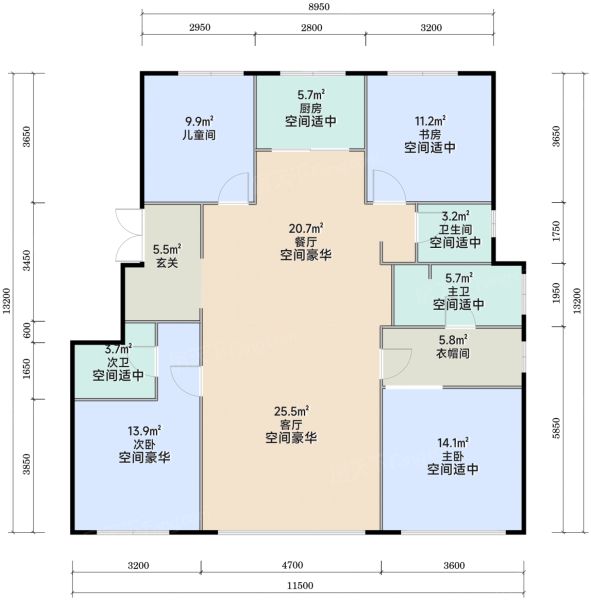 8950
2950
2800
3200
13200
3650
3450
600
1650
3850
3650
1750
1950
5850
13200
9.9㎡
儿童间
5.7㎡
厨房
空间适中
11.2㎡
书房
空间适中
5.5㎡
玄关
20.7㎡
餐厅
空间豪华
3.2㎡
卫生间
空间适中
5.7㎡
主卫
空间适中
3.7㎡
次卫
空间适中
5.8㎡
衣帽间
13.9㎡
次卧
空间豪华
25.5㎡
客厅
空间豪华
14.1㎡
主卧
空间适中
3200
4700
3600
11500